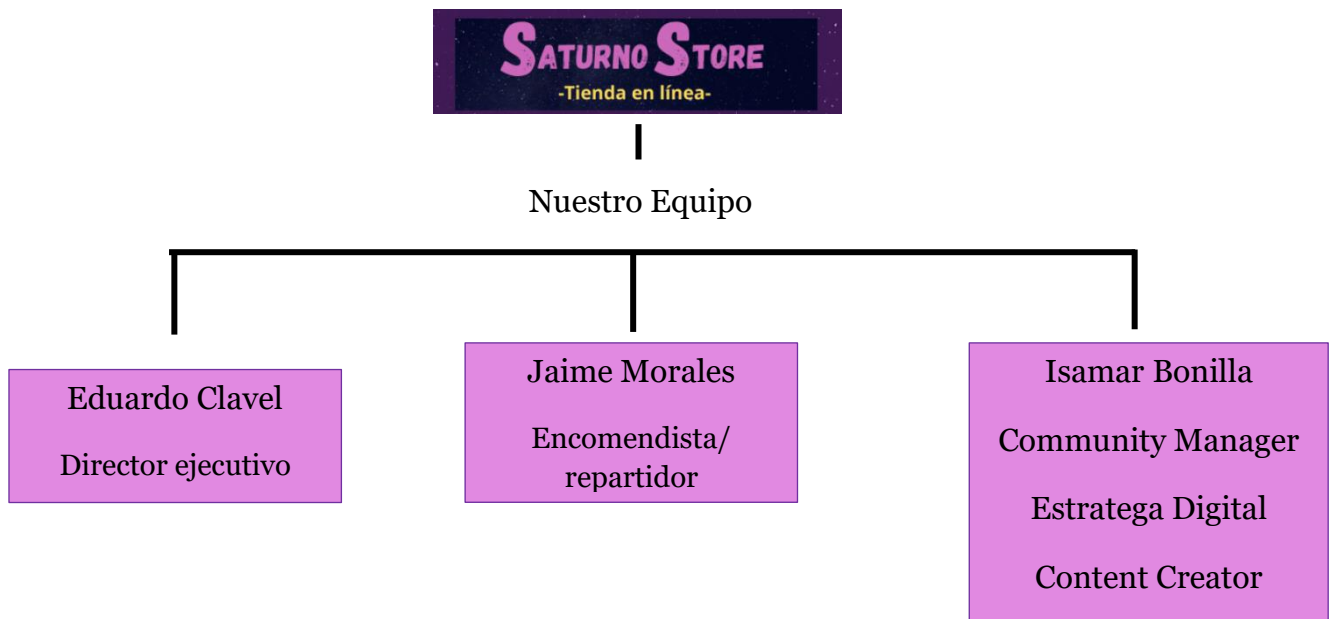 SATURNO STORE
-Tienda en línea-
Nuestro Equipo
Eduardo Clavel
Director ejecutivo
Jaime Morales
Encomendista/
repartidor
Isamar Bonilla
Community Manager
Estratega Digital
Content Creator